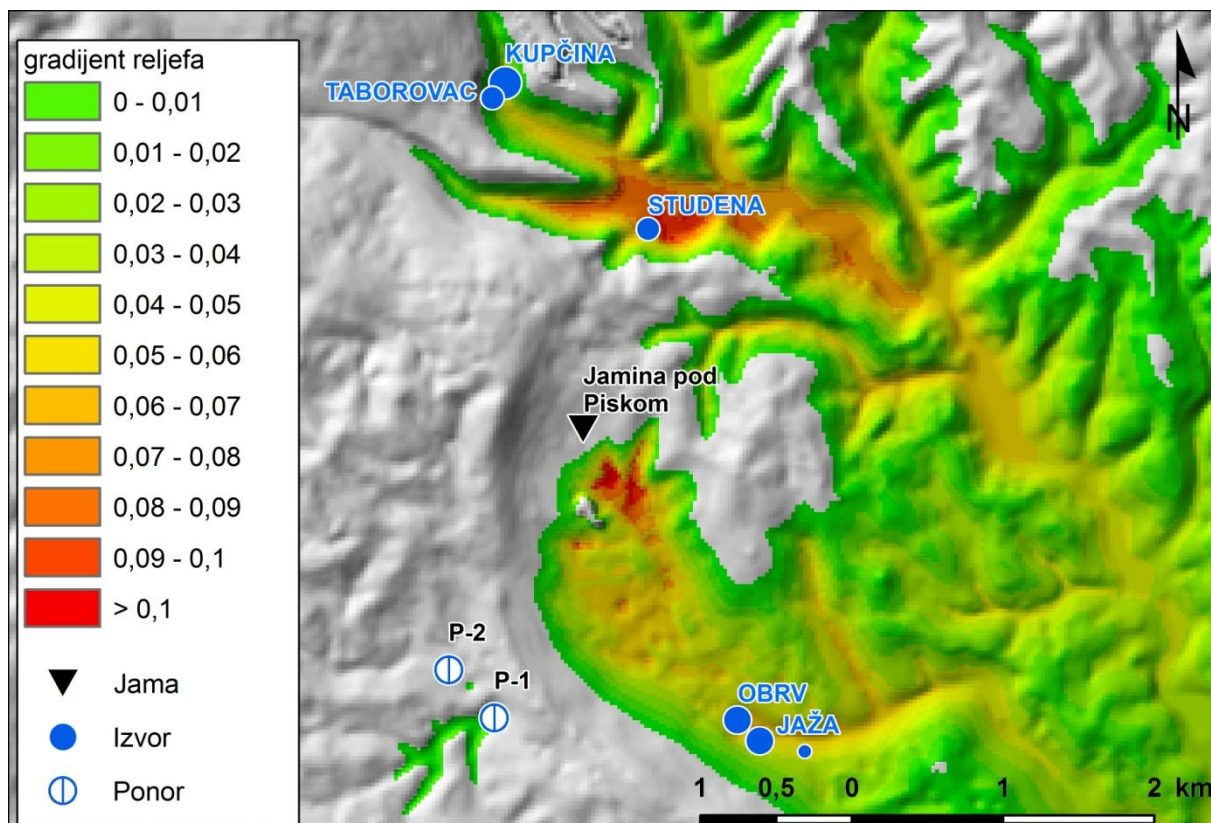 gradijent reljefa
0 - 0,01
0,01 - 0,02
0,02 - 0,03
0,03 - 0,04
0,04 - 0,05
0,05 - 0,06
0,06 - 0,07
0,07 - 0,08
0,08 - 0,09
0,09 - 0,1
> 0,1
Jama
Izvor
Ponor
KUPČINA
TABOROVAC
STUDENA
Jamina pod
Piskom
P-2
P-1
OBRV
JAŽA
N
1 0,5 0 1 2 km